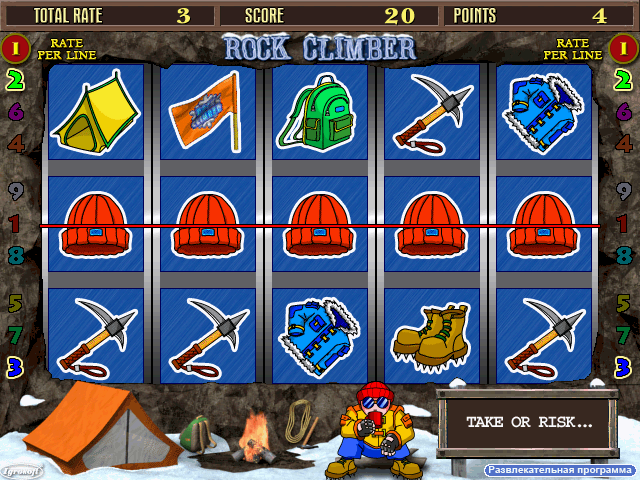 TOTAL RATE 3 SCORE 20 POINTS 4
ROCK CLIMBER
1 RATE PER LINE
RATE PER LINE 1
2 2
6 6
4 4
9 9
1 1
8 8
5 5
7 7
3 3
TAKE OR RISK...
Igrosoft
Развлекательная программа